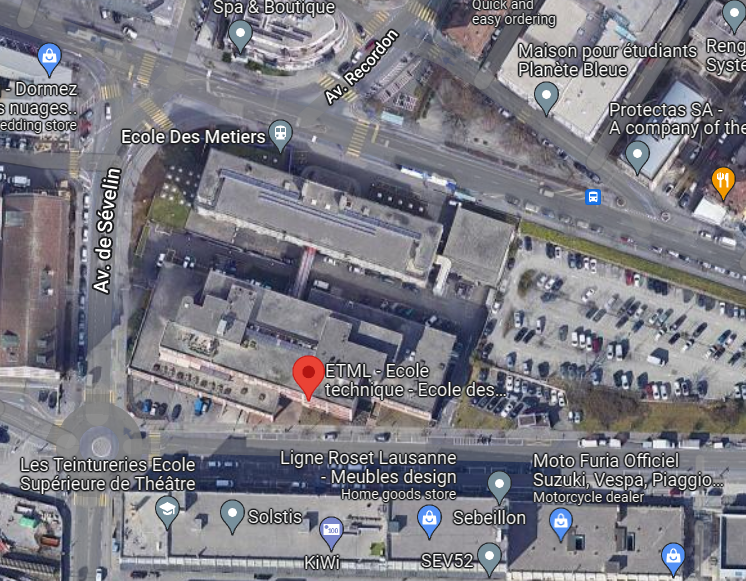 Spa & Boutique
Quick and
easy ordering
Av. Recordon
Maison pour étudiants
Planète Bleue
Reng
Syste
- Dormez
s nuages..
edding store
Protectas SA -
A company of the
Ecole Des Metiers
Av. de Sévelin
ETML - Ecole
technique - Ecole des...
Les Teintureries Ecole
Supérieure de Théâtre
Ligne Roset Lausanne
- Meubles design
Home goods store
Moto Furia Officiel
Suzuki, Vespa, Piaggio...
Motorcycle dealer
Solstis
KiWi
Sebeillon
SEV52